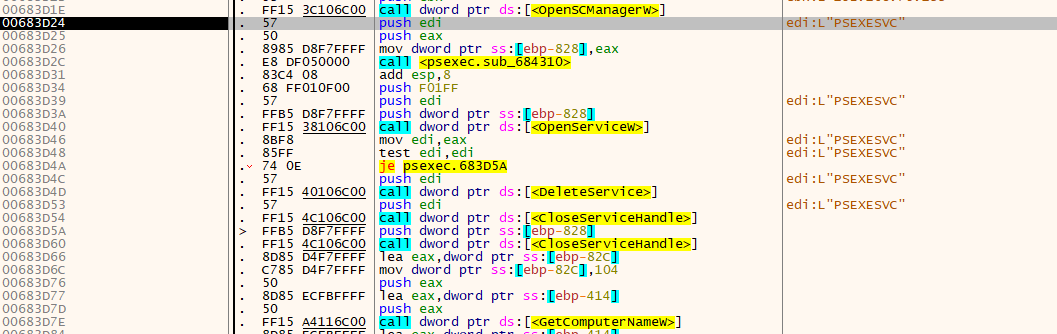 00683D1E . FF15 3C106C00 call dword ptr ds:[<OpenSCManagerW>]
00683D24 . 57 push edi edi:L"PSEXESVC"
00683D25 . 50 push eax
00683D26 . 8985 D8F7FFFF mov dword ptr ss:[ebp-828],eax
00683D2C . E8 DF050000 call <psexec.sub_684310>
00683D31 . 83C4 08 add esp,8
00683D34 . 68 FF010F00 push F01FF
00683D39 . 57 push edi edi:L"PSEXESVC"
00683D3A . FFB5 D8F7FFFF push dword ptr ss:[ebp-828]
00683D40 . FF15 38106C00 call dword ptr ds:[<OpenServiceW>]
00683D46 . 8BF8 mov edi,eax edi:L"PSEXESVC"
00683D48 . 85FF test edi,edi edi:L"PSEXESVC"
00683D4A . 74 0E je psexec.683D5A
00683D4C . 57 push edi edi:L"PSEXESVC"
00683D4D . FF15 40106C00 call dword ptr ds:[<DeleteService>]
00683D53 . 57 push edi edi:L"PSEXESVC"
00683D54 . FF15 4C106C00 call dword ptr ds:[<CloseServiceHandle>]
00683D5A > FFB5 D8F7FFFF push dword ptr ss:[ebp-828]
00683D60 . FF15 4C106C00 call dword ptr ds:[<CloseServiceHandle>]
00683D66 . 8D85 D4F7FFFF lea eax,dword ptr ss:[ebp-82C]
00683D6C . C785 D4F7FFFF mov dword ptr ss:[ebp-82C],104
00683D76 . 50 push eax
00683D77 . 8D85 ECFBFFFF lea eax,dword ptr ss:[ebp-414]
00683D7D . 50 push eax
00683D7E . FF15 A4116C00 call dword ptr ds:[<GetComputerNameW>]